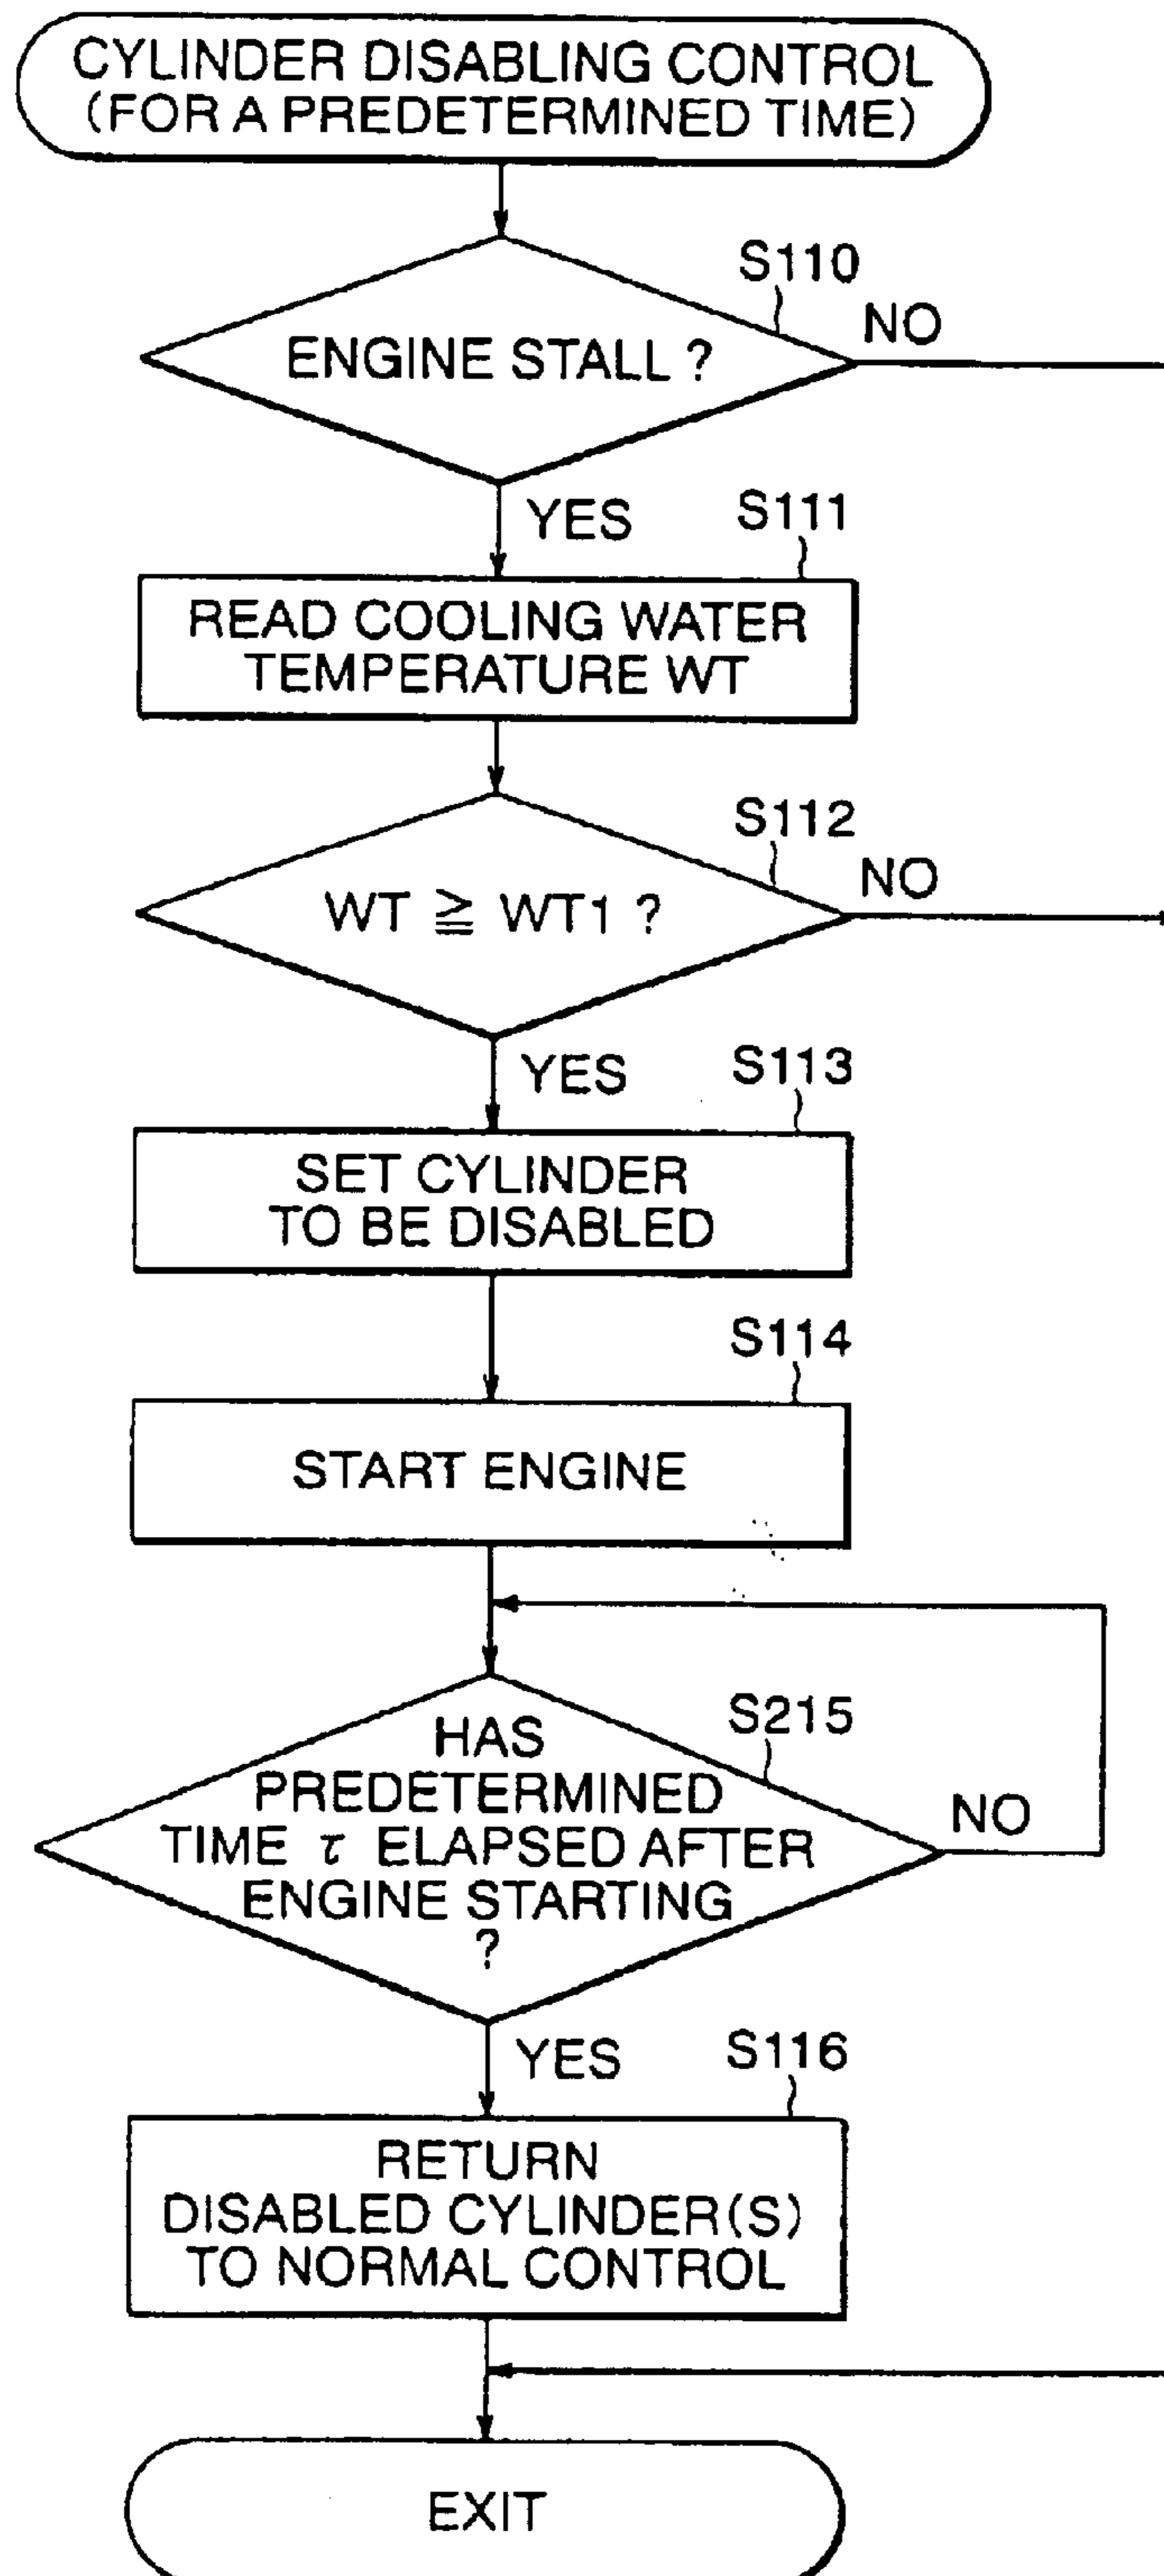 CYLINDER DISABLING CONTROL
(FOR A PREDETERMINED TIME)
S110
ENGINE STALL ?
NO
YES
S111
READ COOLING WATER
TEMPERATURE WT
S112
WT ≧ WT1 ?
NO
YES
S113
SET CYLINDER
TO BE DISABLED
S114
START ENGINE
S215
HAS
PREDETERMINED
TIME τ ELAPSED AFTER
ENGINE STARTING
?
NO
YES
S116
RETURN
DISABLED CYLINDER(S)
TO NORMAL CONTROL
EXIT